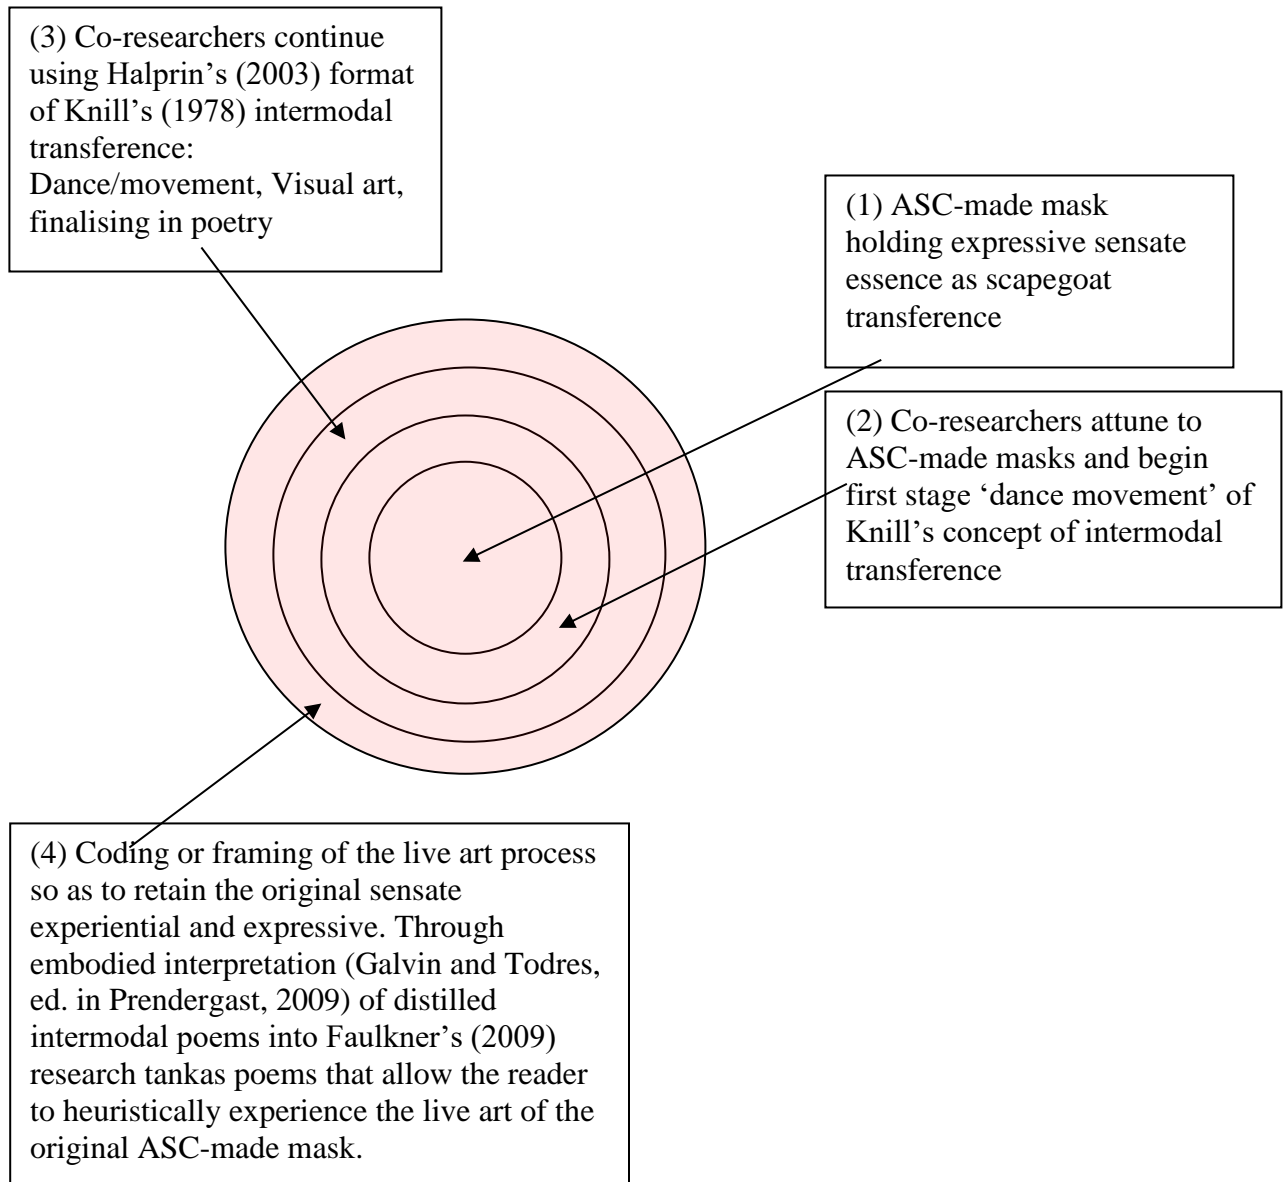 (3) Co-researchers continue
using Halprin’s (2003) format
of Knill’s (1978) intermodal
transference:
Dance/movement, Visual art,
finalising in poetry
(1) ASC-made mask
holding expressive sensate
essence as scapegoat
transference
(2) Co-researchers attune to
ASC-made masks and begin
first stage ‘dance movement’ of
Knill’s concept of intermodal
transference
(4) Coding or framing of the live art process
so as to retain the original sensate
experiential and expressive. Through
embodied interpretation (Galvin and Todres,
ed. in Prendergast, 2009) of distilled
intermodal poems into Faulkner’s (2009)
research tankas poems that allow the reader
to heuristically experience the live art of the
original ASC-made mask.